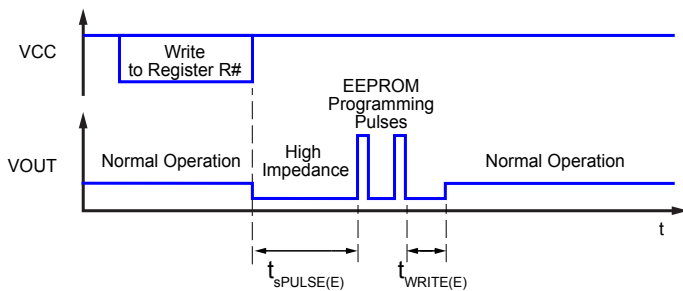 VCC
Write
to Register R#
EEPROM
Programming
Pulses
VOUT
Normal Operation
High
Impedance
Normal Operation
t
tsPULSE(E)
tWRITE(E)